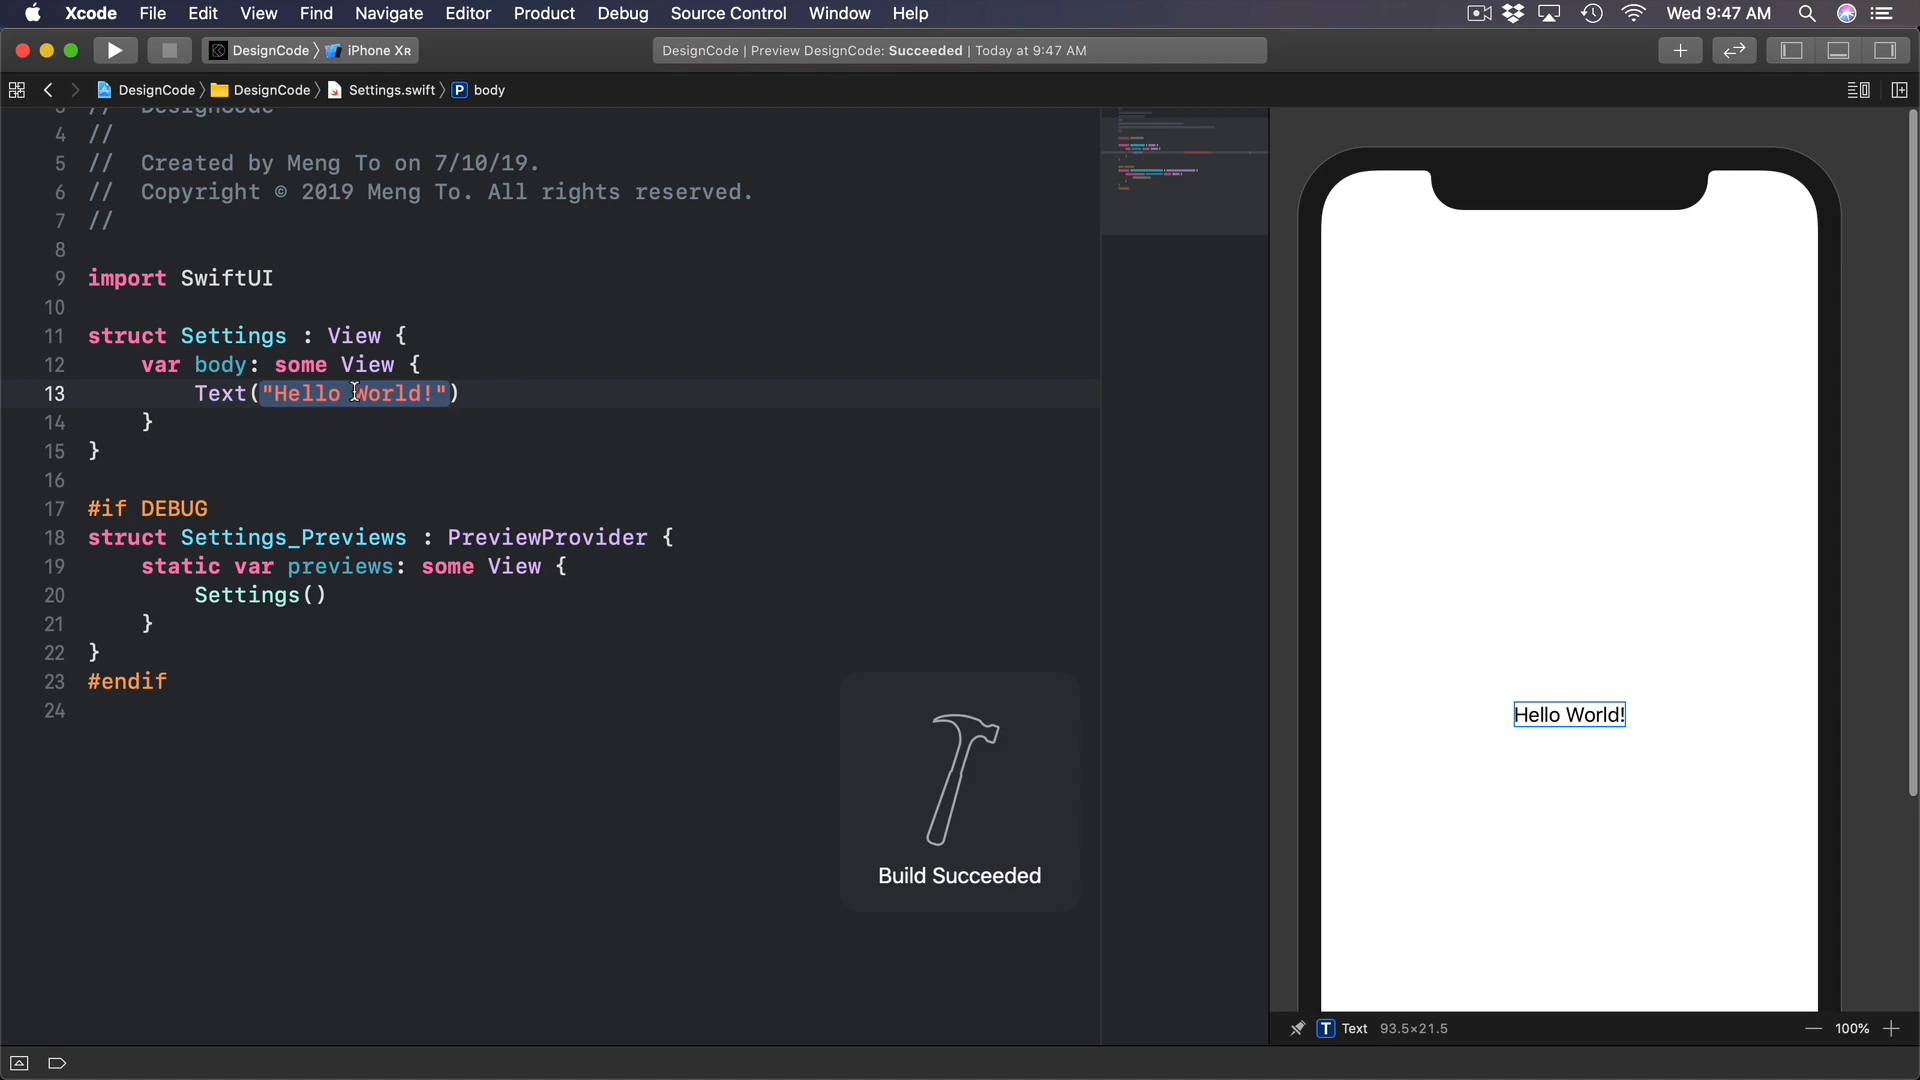 Xcode File Edit View Find Navigate Editor Product Debug Source Control Window Help Wed 9:47 AM
DesignCode iPhone XR DesignCode | Preview DesignCode: Succeeded | Today at 9:47 AM
DesignCode DesignCode Settings.swift P body
3 // DesignCode
4 //
5 // Created by Meng To on 7/10/19.
6 // Copyright © 2019 Meng To. All rights reserved.
7 //
8
9 import SwiftUI
10
11 struct Settings : View {
12 var body: some View {
13 Text("Hello World!")
14 }
15 }
16
17 #if DEBUG
18 struct Settings_Previews : PreviewProvider {
19 static var previews: some View {
20 Settings()
21 }
22 }
23 #endif
24
Build Succeeded
Hello World!
T Text 93.5×21.5 100%